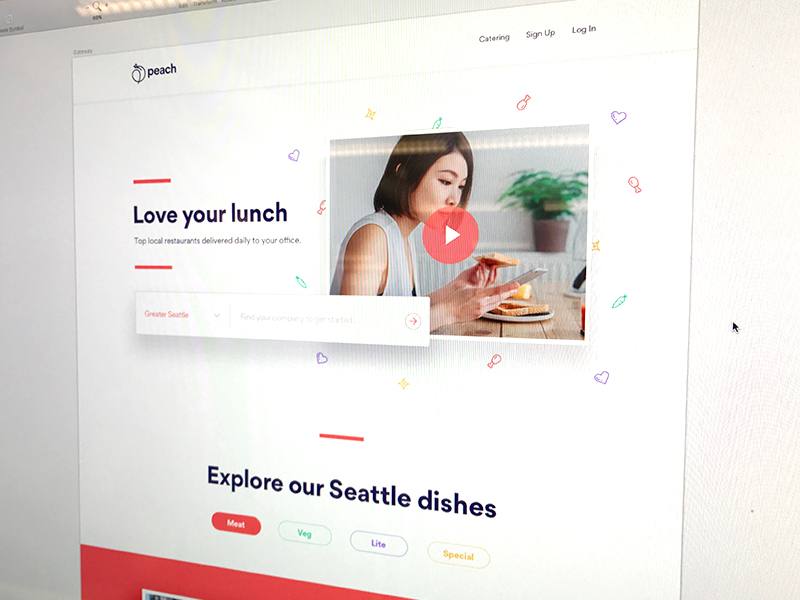 60%
Catering
Sign Up
Log In
peach
Love your lunch
Top local restaurants delivered daily to your office.
Greater Seattle
Find your company to get started
Explore our Seattle dishes
Meat
Veg
Lite
Special